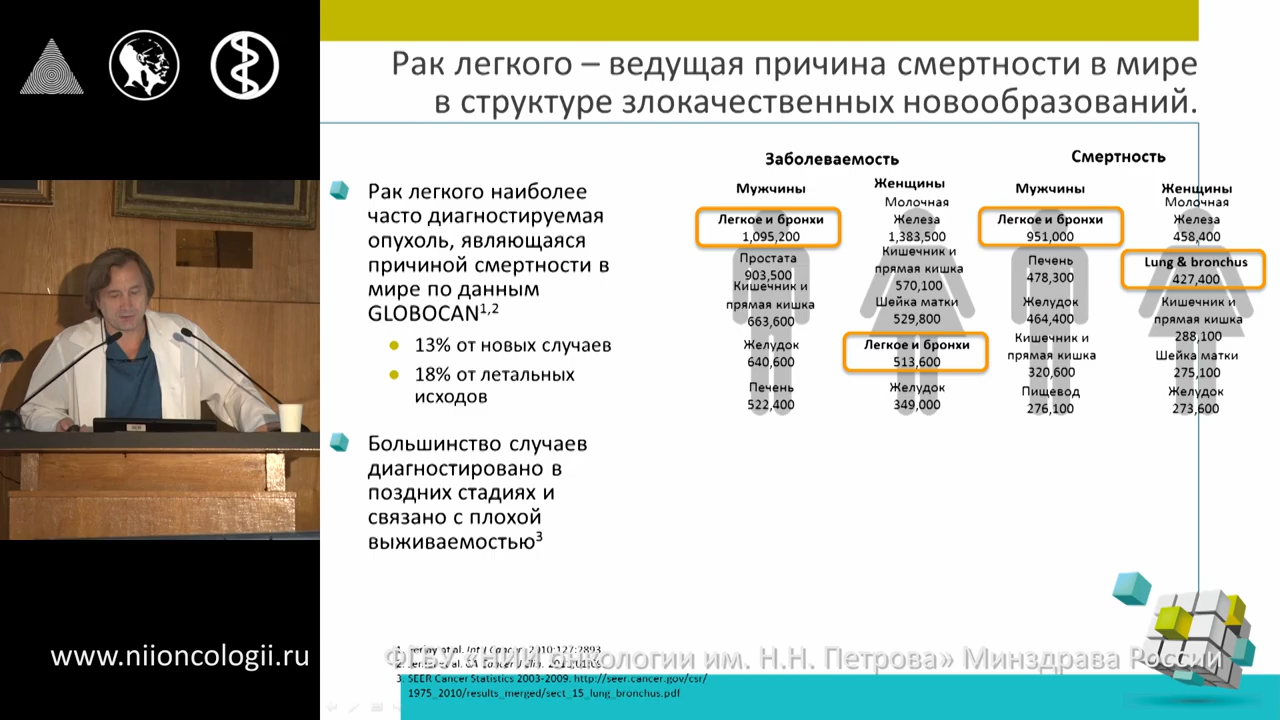 Рак легкого – ведущая причина смертности в мире
в структуре злокачественных новообразований.
Рак легкого наиболее
часто диагностируемая
опухоль, являющаяся
причиной смертности в
мире по данным
GLOBOCAN1,2
13% от новых случаев
18% от летальных
исходов
Большинство случаев
диагностировано в
поздних стадиях и
связано с плохой
выживаемостью3
Заболеваемость
Мужчины
Легкое и бронхи
1,095,200
Простата
903,500
Кишечник и
прямая кишка
663,600
Желудок
640,600
Печень
522,400
Женщины
Молочная
Железа
1,383,500
Кишечник и
прямая кишка
570,100
Шейка матки
529,800
Легкое и бронхи
513,600
Желудок
349,000
Смертность
Мужчины
Легкое и бронхи
951,000
Печень
478,300
Желудок
464,400
Кишечник и
прямая кишка
320,600
Пищевод
276,100
Женщины
Молочная
Железа
458,400
Lung & bronchus
427,400
Кишечник и
прямая кишка
288,100
Шейка матки
275,100
Желудок
273,600
www.niioncologii.ru
ФГБУ «НИИ онкологии им. Н.Н. Петрова» Минздрава России
3. SEER Cancer Statistics 2003-2009. http://seer.cancer.gov/csr/
1975_2010/results_merged/sect_15_lung_bronchus.pdf